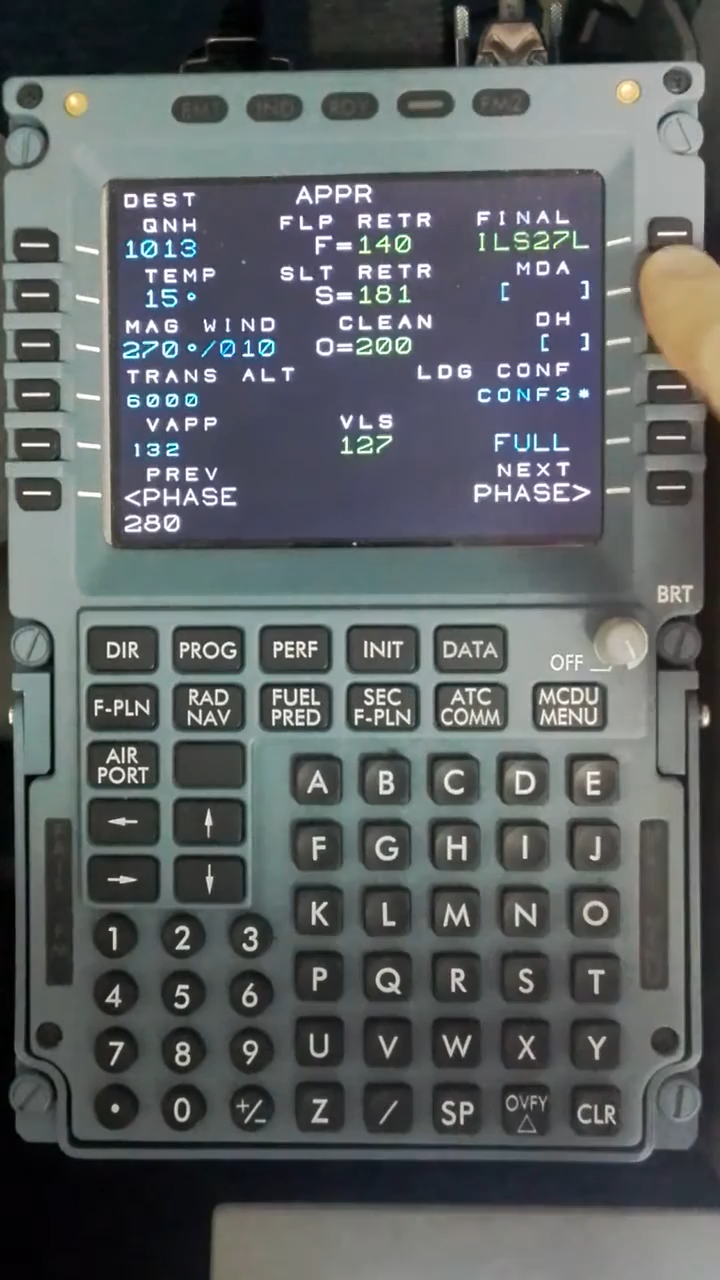 FM1 IND RDY FM2
DEST APPR
QNH FLP RETR FINAL
1013 F=140 ILS27L
TEMP SLT RETR MDA
15° S=181 [ ]
MAG WIND CLEAN DH
270°/010 O=200 [ ]
TRANS ALT LDG CONF
6000 CONF3*
VAPP VLS
132 127 FULL
PREV NEXT
<PHASE PHASE>
280
BRT
DIR PROG PERF INIT DATA OFF
F-PLN RAD NAV FUEL PRED SEC F-PLN ATC COMM MCDU MENU
AIR PORT
← ↑
→ ↓
A B C D E
F G H I J
K L M N O
P Q R S T
U V W X Y
Z / SP OVFY △ CLR
1 2 3
4 5 6
7 8 9
• 0 +/-